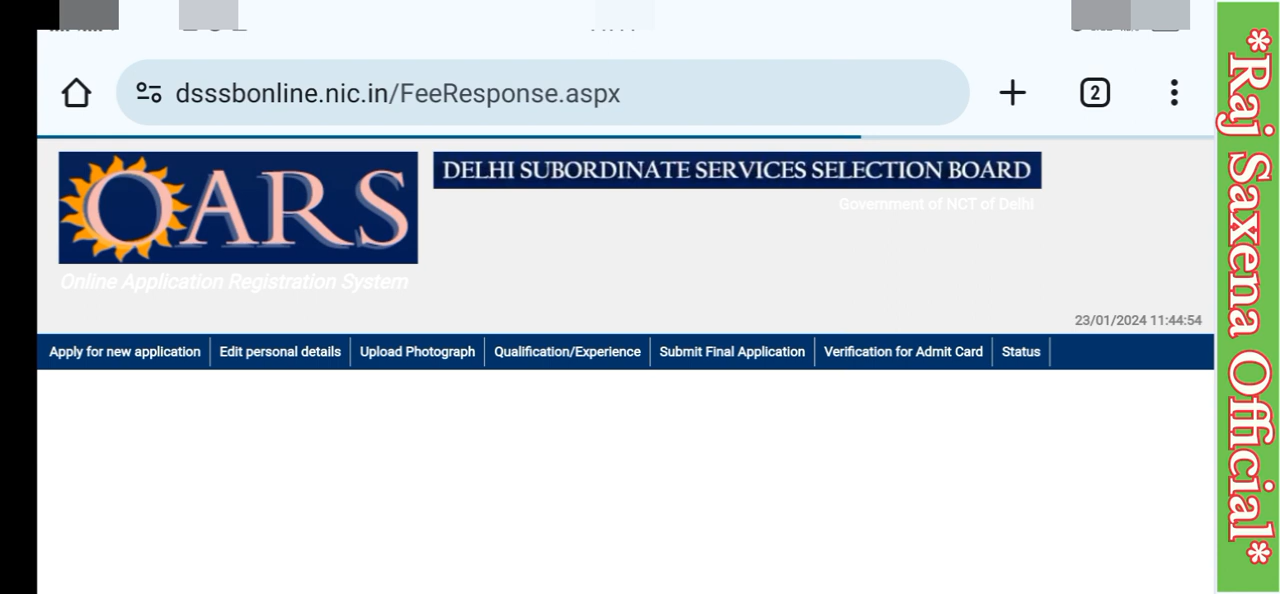 dsssbonline.nic.in/FeeResponse.aspx
2
OARS
DELHI SUBORDINATE SERVICES SELECTION BOARD
Government of NCT of Delhi
Online Application Registration System
23/01/2024 11:44:54
Apply for new application Edit personal details Upload Photograph Qualification/Experience Submit Final Application Verification for Admit Card Status
*Raj Saxena Official*